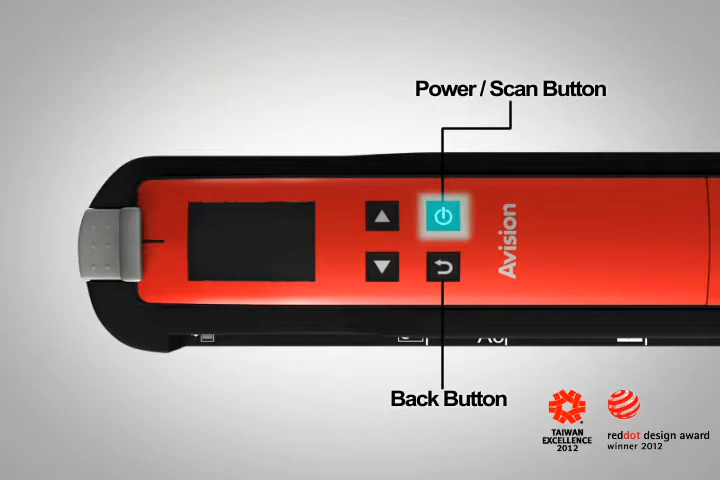 Power / Scan Button
Avision
Back Button
TAIWAN
EXCELLENCE
2012
reddot design award
winner 2012